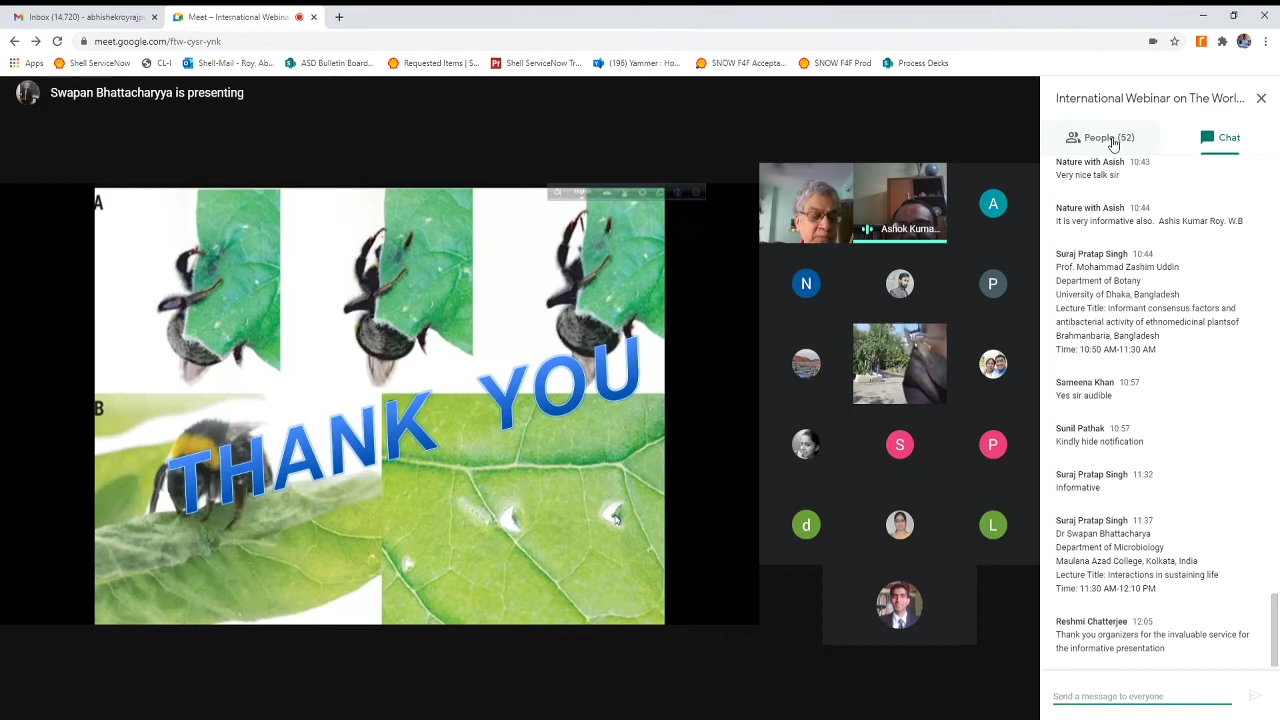 Inbox (14,720) - abhishekroyrajp
Meet – International Webina
meet.google.com/ftw-cysr-ynk
Apps
Shell ServiceNow
CL-I
Shell-Mail - Roy, Ab...
ASD Bulletin Board...
Requested Items | S...
Shell ServiceNow Tr...
(196) Yammer : Ho...
SNOW F4F Accepta...
SNOW F4F Prod
Process Decks
Swapan Bhattacharyya is presenting
A
B
THANK YOU
English
Ashok Kuma...
A
N
P
S
P
d
L
International Webinar on The Worl...
People (52)
Chat
Nature with Asish 10:43
Very nice talk sir
Nature with Asish 10:44
It is very informative also. Ashis Kumar Roy. W.B
Suraj Pratap Singh 10:44
Prof. Mohammad Zashim Uddin
Department of Botany
University of Dhaka, Bangladesh
Lecture Title: Informant consensus factors and
antibacterial activity of ethnomedicinal plantsof
Brahmanbaria, Bangladesh
Time: 10:50 AM-11:30 AM
Sameena Khan 10:57
Yes sir audible
Sunil Pathak 10:57
Kindly hide notification
Suraj Pratap Singh 11:32
Informative
Suraj Pratap Singh 11:37
Dr Swapan Bhattacharya
Department of Microbiology
Maulana Azad College, Kolkata, India
Lecture Title: Interactions in sustaining life
Time: 11:30 AM-12:10 PM
Reshmi Chatterjee 12:05
Thank you organizers for the invaluable service for
the informative presentation
Send a message to everyone